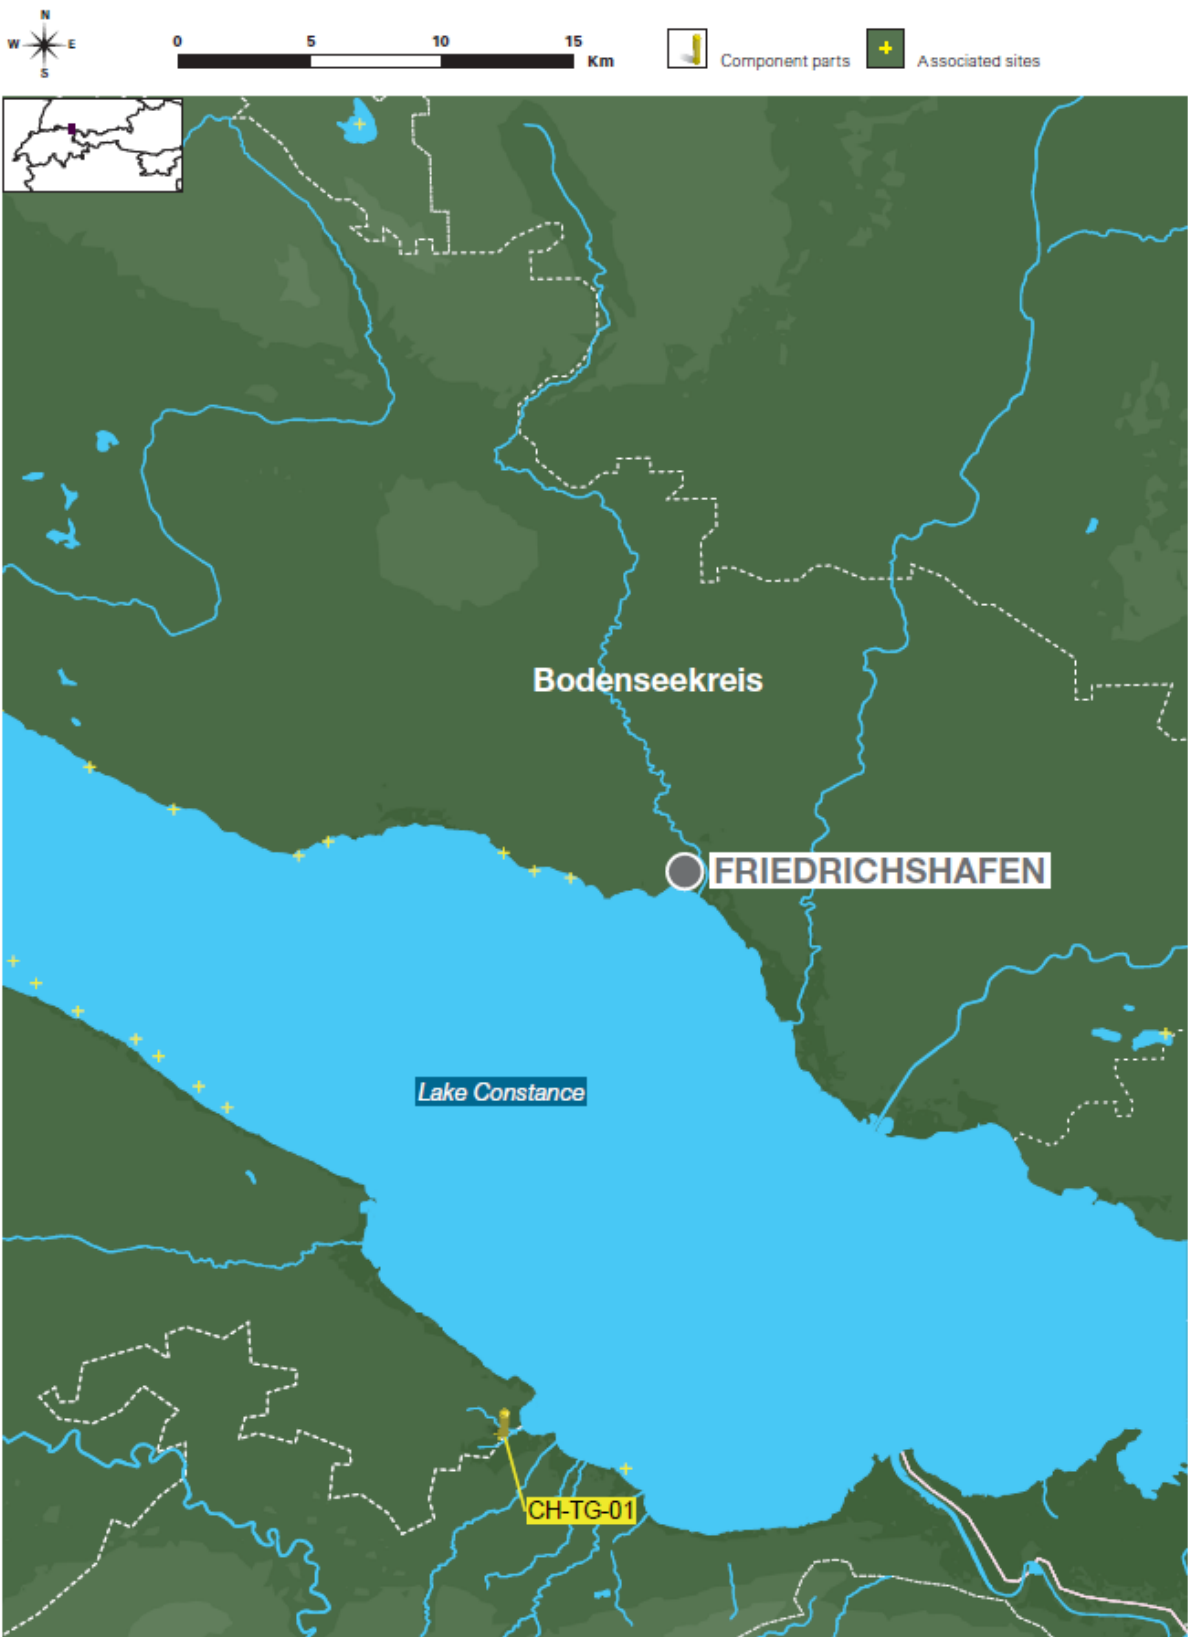 N
W E
S
0 5 10 15
Km
Component parts
Associated sites
Bodenseekreis
FRIEDRICHSHAFEN
Lake Constance
CH-TG-01